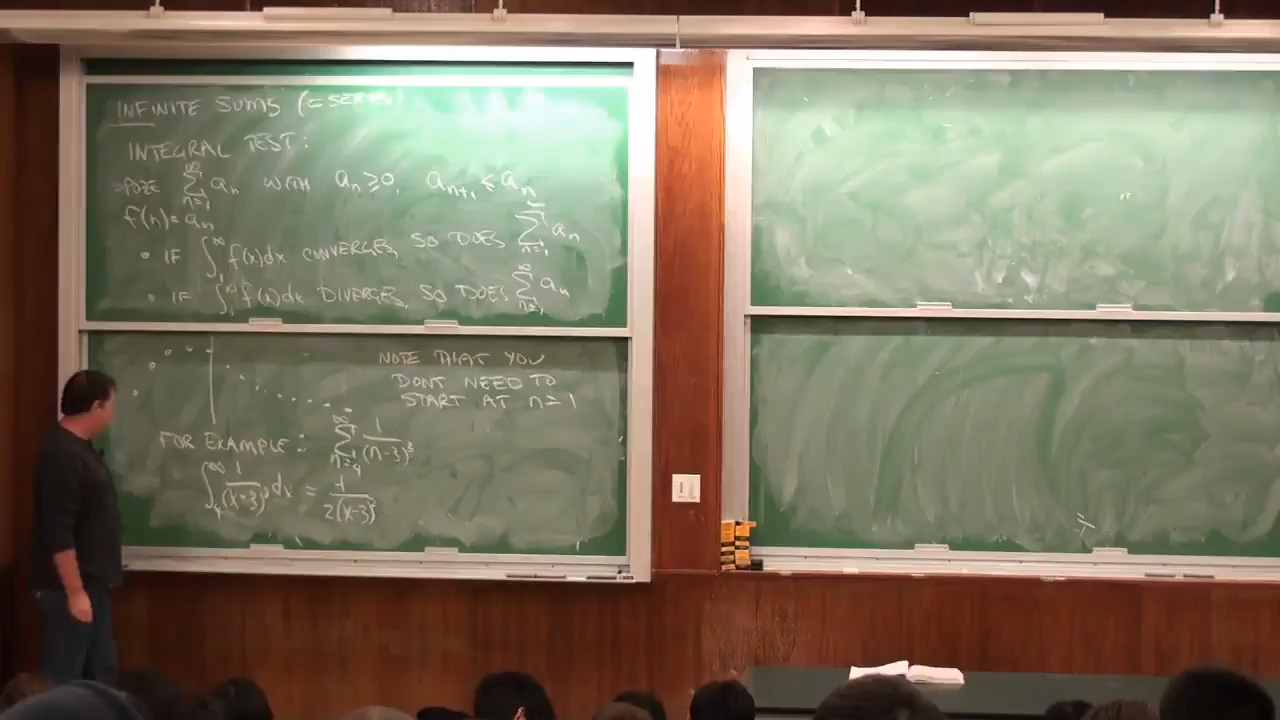 INFINITE SUMS (= SERIES)
INTEGRAL TEST:
∑_{n=1}^{∞} a_n WITH a_n ≥ 0, a_{n+1} ≤ a_n
f(n) = a_n
• IF ∫_1^∞ f(x)dx CONVERGES, SO DOES ∑_{n=1}^{∞} a_n
• IF ∫_1^∞ f(x)dx DIVERGES, SO DOES ∑_{n=1}^{∞} a_n
NOTE THAT YOU
DONT NEED TO
START AT n=1
FOR EXAMPLE: ∑_{n=4}^{∞} 1/(n-3)^3
∫_4^∞ 1/(x-3)^3 dx = -1/2(x-3)^2